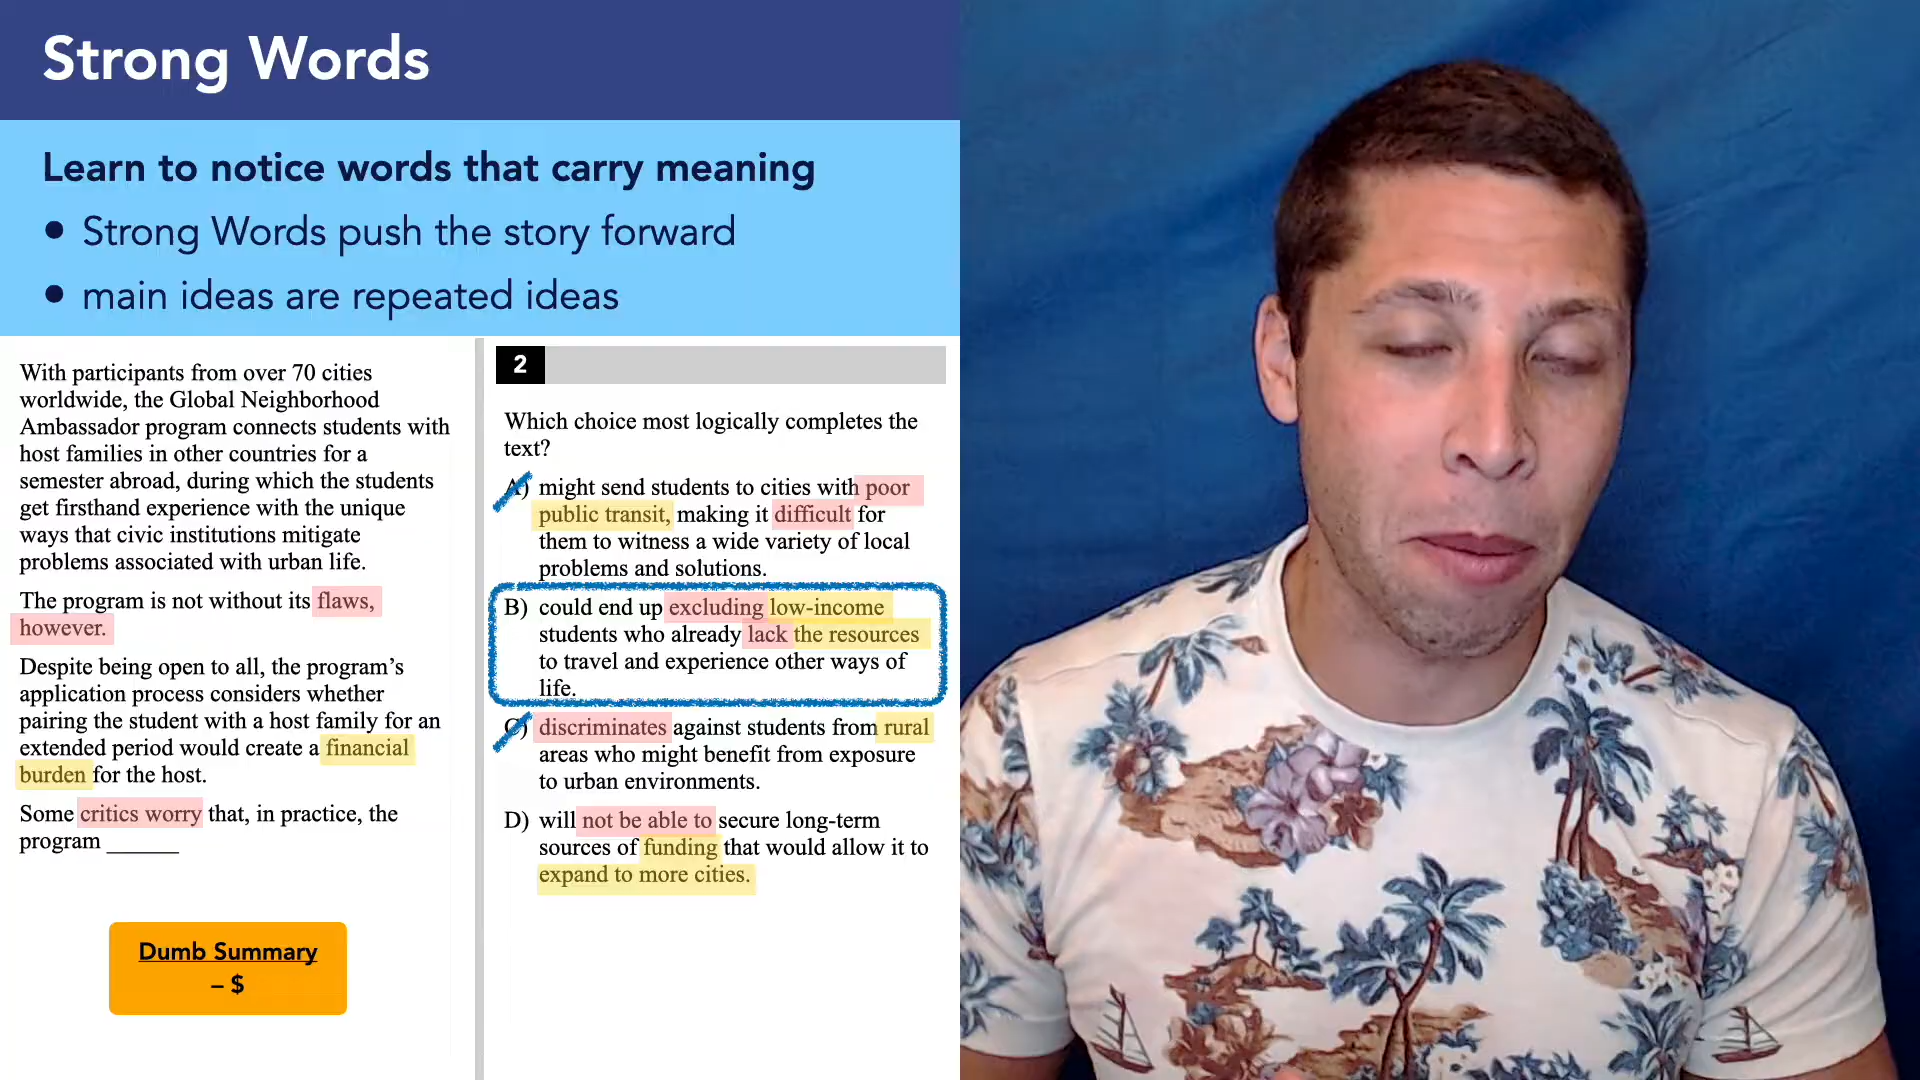 Strong Words
Learn to notice words that carry meaning
• Strong Words push the story forward
• main ideas are repeated ideas
With participants from over 70 cities
worldwide, the Global Neighborhood
Ambassador program connects students with
host families in other countries for a
semester abroad, during which the students
get firsthand experience with the unique
ways that civic institutions mitigate
problems associated with urban life.
The program is not without its flaws,
however.
Despite being open to all, the program’s
application process considers whether
pairing the student with a host family for an
extended period would create a financial
burden for the host.
Some critics worry that, in practice, the
program ______
Dumb Summary
– $
2
Which choice most logically completes the
text?
A) might send students to cities with poor
public transit, making it difficult for
them to witness a wide variety of local
problems and solutions.
B) could end up excluding low-income
students who already lack the resources
to travel and experience other ways of
life.
C) discriminates against students from rural
areas who might benefit from exposure
to urban environments.
D) will not be able to secure long-term
sources of funding that would allow it to
expand to more cities.